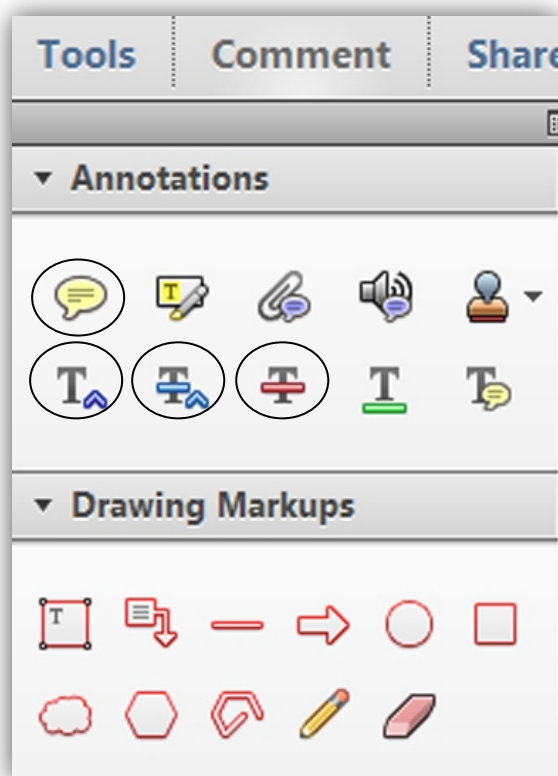 Tools Comment Share
Annotations
T
T T T T T
Drawing Markups
T